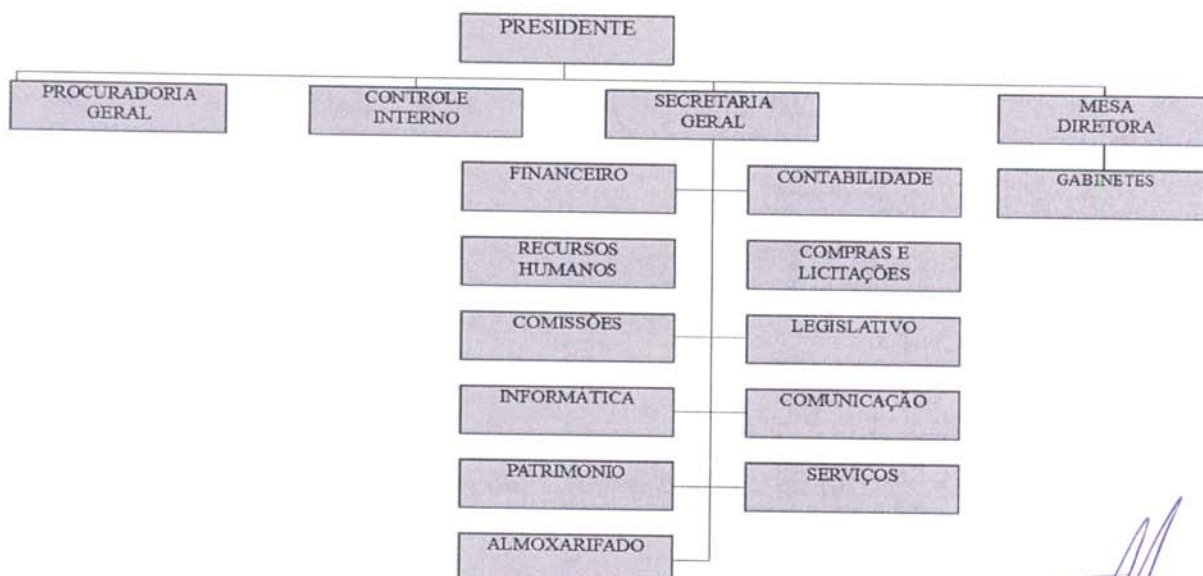 PRESIDENTE
PROCURADORIA
GERAL
CONTROLE
INTERNO
SECRETARIA
GERAL
MESA
DIRETORA
GABINETES
FINANCEIRO
CONTABILIDADE
RECURSOS
HUMANOS
COMPRAS E
LICITAÇÕES
COMISSÕES
LEGISLATIVO
INFORMÁTICA
COMUNICAÇÃO
PATRIMONIO
SERVIÇOS
ALMOXARIFADO